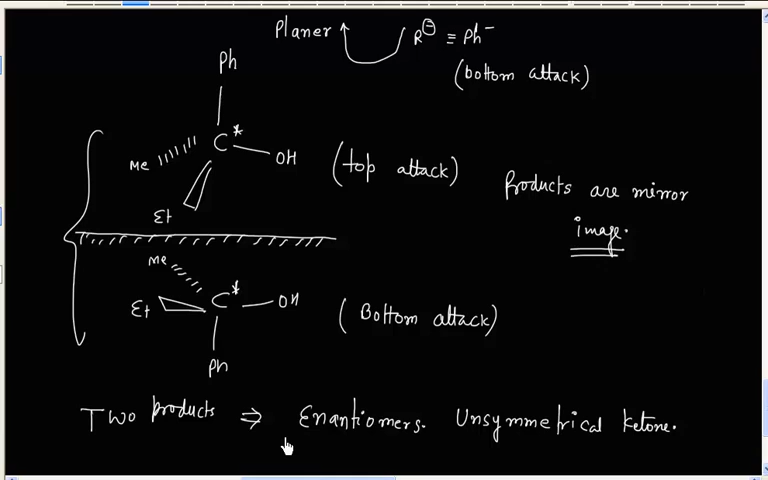 Planer R⊖ ≡ Ph⁻
(bottom attack)
Ph
C*
Me
OH
(top attack)
Et
Products are mirror
image.
Me
Et
C*
OH
(Bottom attack)
Ph
Two products ⇒ Enantiomers. Unsymmetrical ketone.